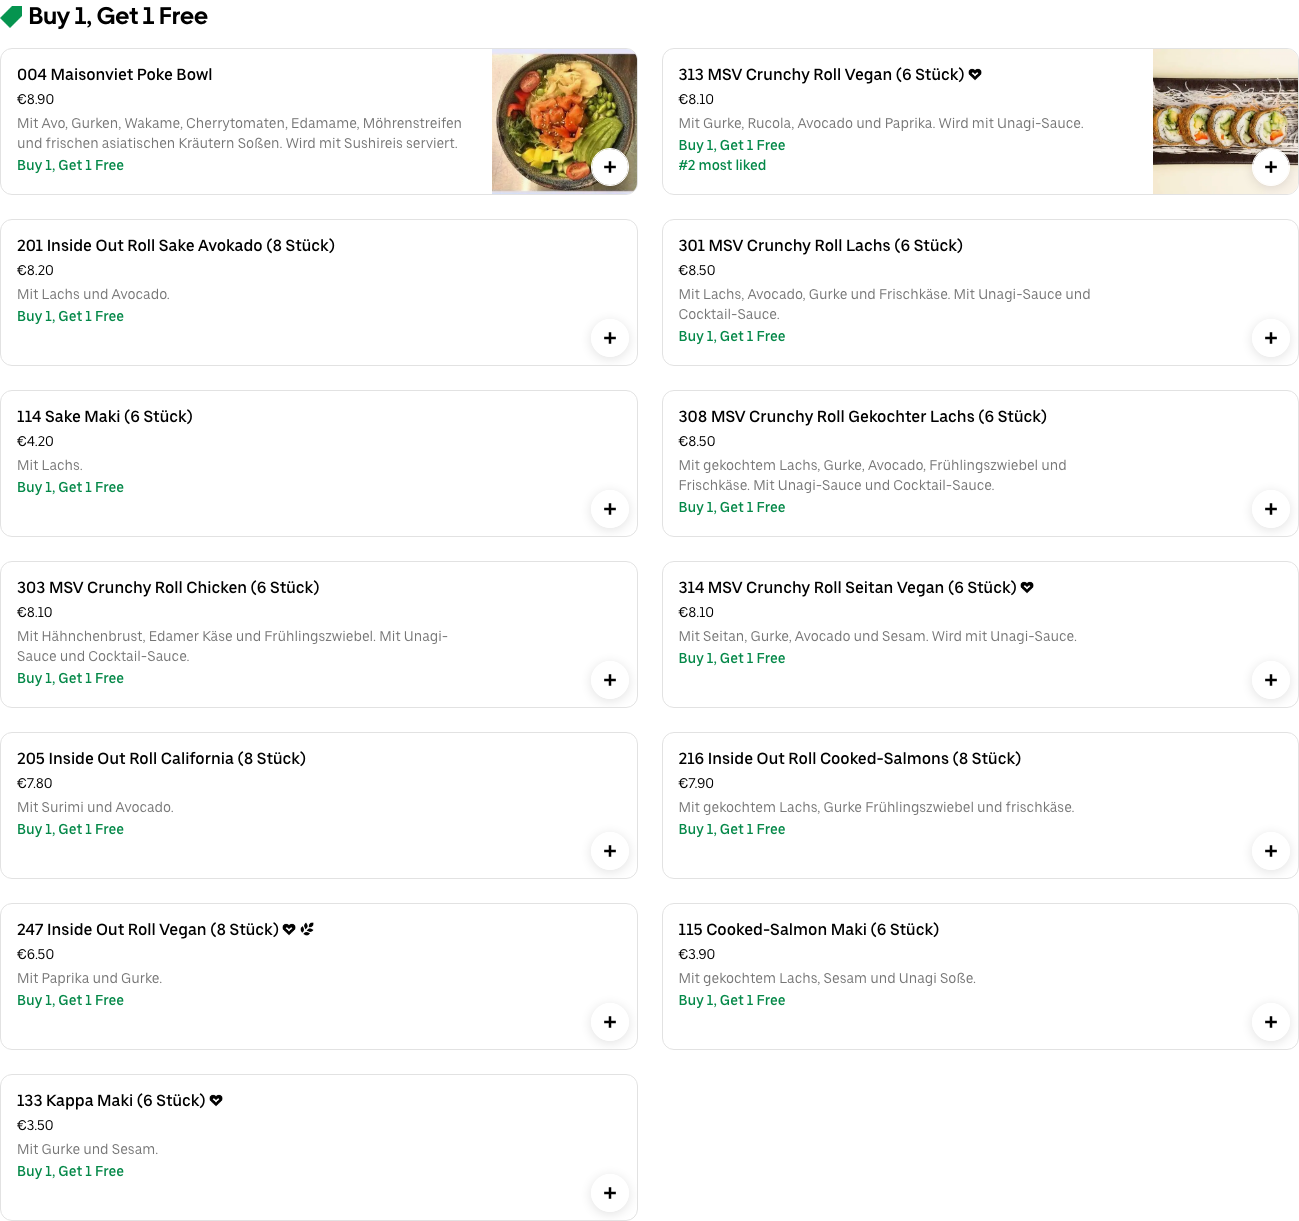 Buy 1, Get 1 Free
004 Maisonviet Poke Bowl
€8.90
Mit Avo, Gurken, Wakame, Cherrytomaten, Edamame, Möhrenstreifen
und frischen asiatischen Kräutern Soßen. Wird mit Sushireis serviert.
Buy 1, Get 1 Free
313 MSV Crunchy Roll Vegan (6 Stück)
€8.10
Mit Gurke, Rucola, Avocado und Paprika. Wird mit Unagi-Sauce.
Buy 1, Get 1 Free
#2 most liked
201 Inside Out Roll Sake Avokado (8 Stück)
€8.20
Mit Lachs und Avocado.
Buy 1, Get 1 Free
301 MSV Crunchy Roll Lachs (6 Stück)
€8.50
Mit Lachs, Avocado, Gurke und Frischkäse. Mit Unagi-Sauce und
Cocktail-Sauce.
Buy 1, Get 1 Free
114 Sake Maki (6 Stück)
€4.20
Mit Lachs.
Buy 1, Get 1 Free
308 MSV Crunchy Roll Gekochter Lachs (6 Stück)
€8.50
Mit gekochtem Lachs, Gurke, Avocado, Frühlingszwiebel und
Frischkäse. Mit Unagi-Sauce und Cocktail-Sauce.
Buy 1, Get 1 Free
303 MSV Crunchy Roll Chicken (6 Stück)
€8.10
Mit Hähnchenbrust, Edamer Käse und Frühlingszwiebel. Mit Unagi-
Sauce und Cocktail-Sauce.
Buy 1, Get 1 Free
314 MSV Crunchy Roll Seitan Vegan (6 Stück)
€8.10
Mit Seitan, Gurke, Avocado und Sesam. Wird mit Unagi-Sauce.
Buy 1, Get 1 Free
205 Inside Out Roll California (8 Stück)
€7.80
Mit Surimi und Avocado.
Buy 1, Get 1 Free
216 Inside Out Roll Cooked-Salmons (8 Stück)
€7.90
Mit gekochtem Lachs, Gurke Frühlingszwiebel und frischkäse.
Buy 1, Get 1 Free
247 Inside Out Roll Vegan (8 Stück)
€6.50
Mit Paprika und Gurke.
Buy 1, Get 1 Free
115 Cooked-Salmon Maki (6 Stück)
€3.90
Mit gekochtem Lachs, Sesam und Unagi Soße.
Buy 1, Get 1 Free
133 Kappa Maki (6 Stück)
€3.50
Mit Gurke und Sesam.
Buy 1, Get 1 Free